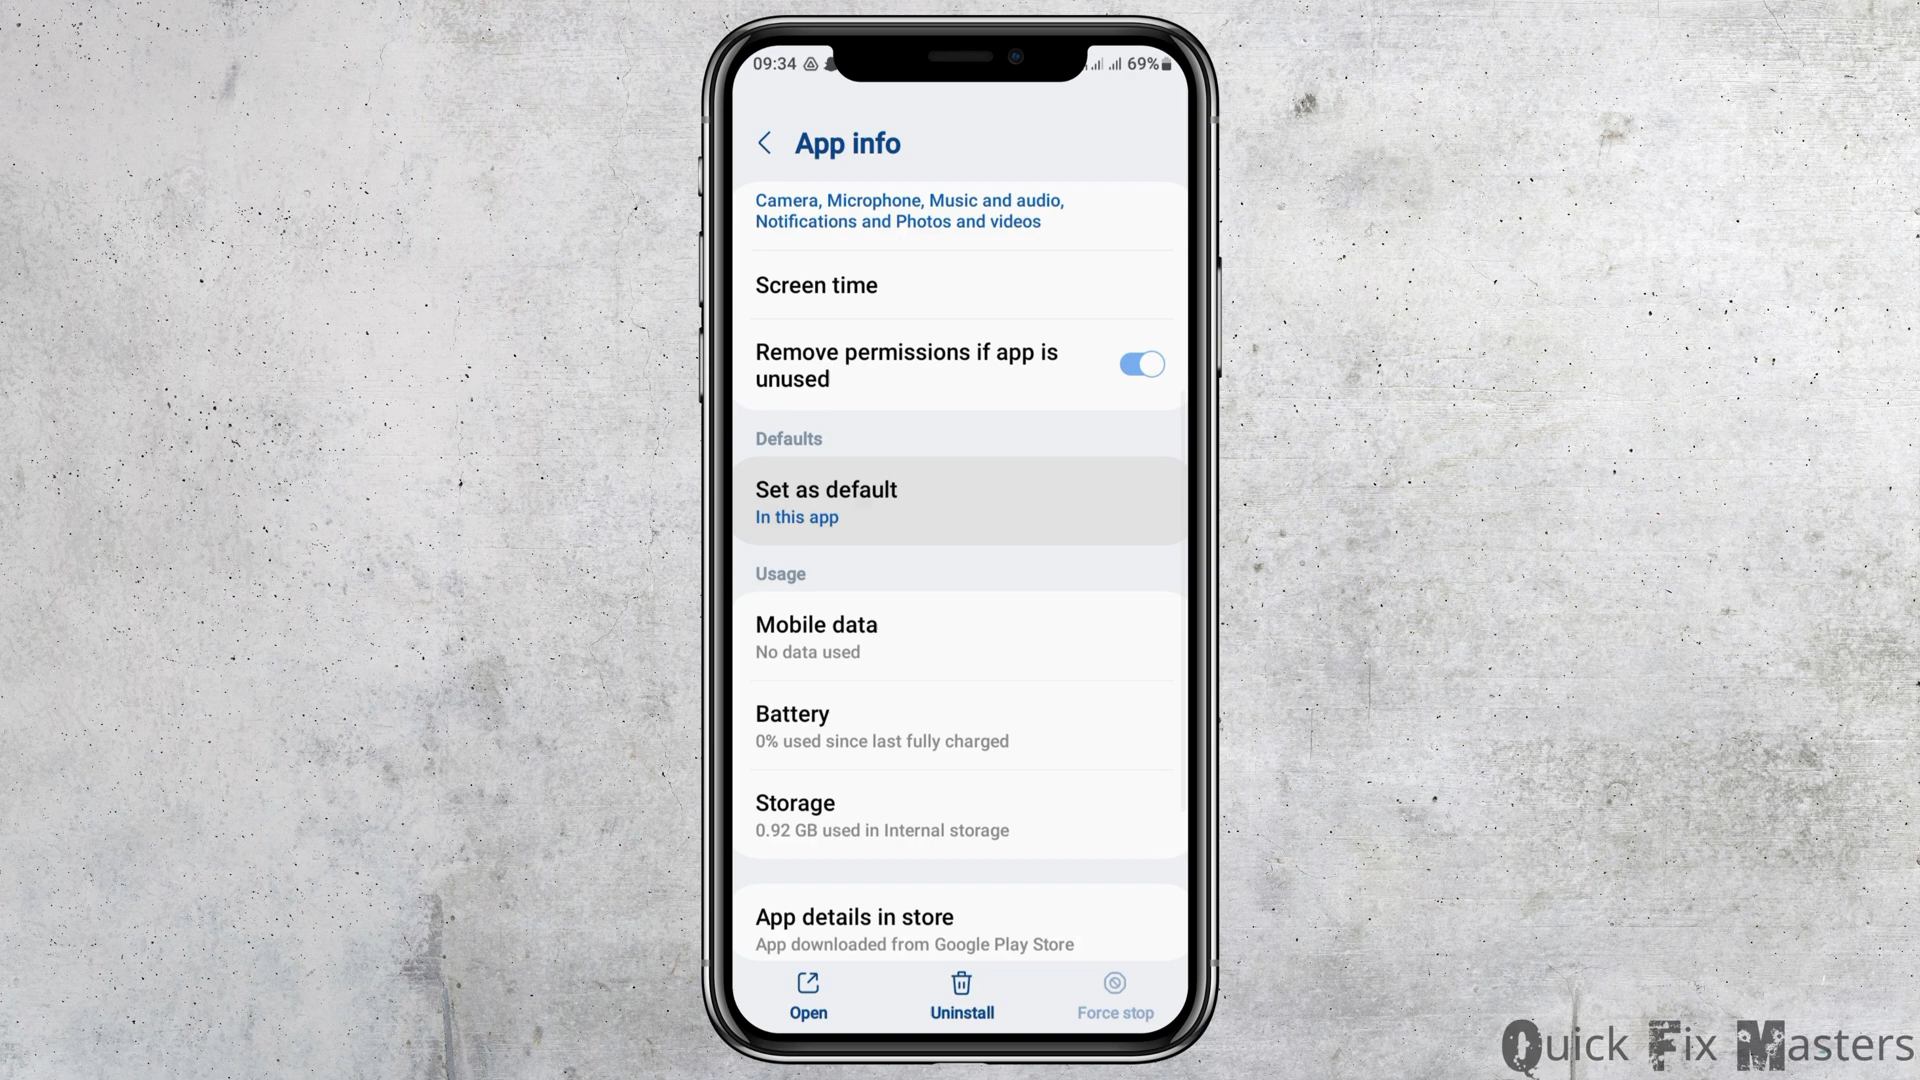 09:34
69%
App info
Camera, Microphone, Music and audio,
Notifications and Photos and videos
Screen time
Remove permissions if app is
unused
Defaults
Set as default
In this app
Usage
Mobile data
No data used
Battery
0% used since last fully charged
Storage
0.92 GB used in Internal storage
App details in store
App downloaded from Google Play Store
Open
Uninstall
Force stop
Quick Fix Masters